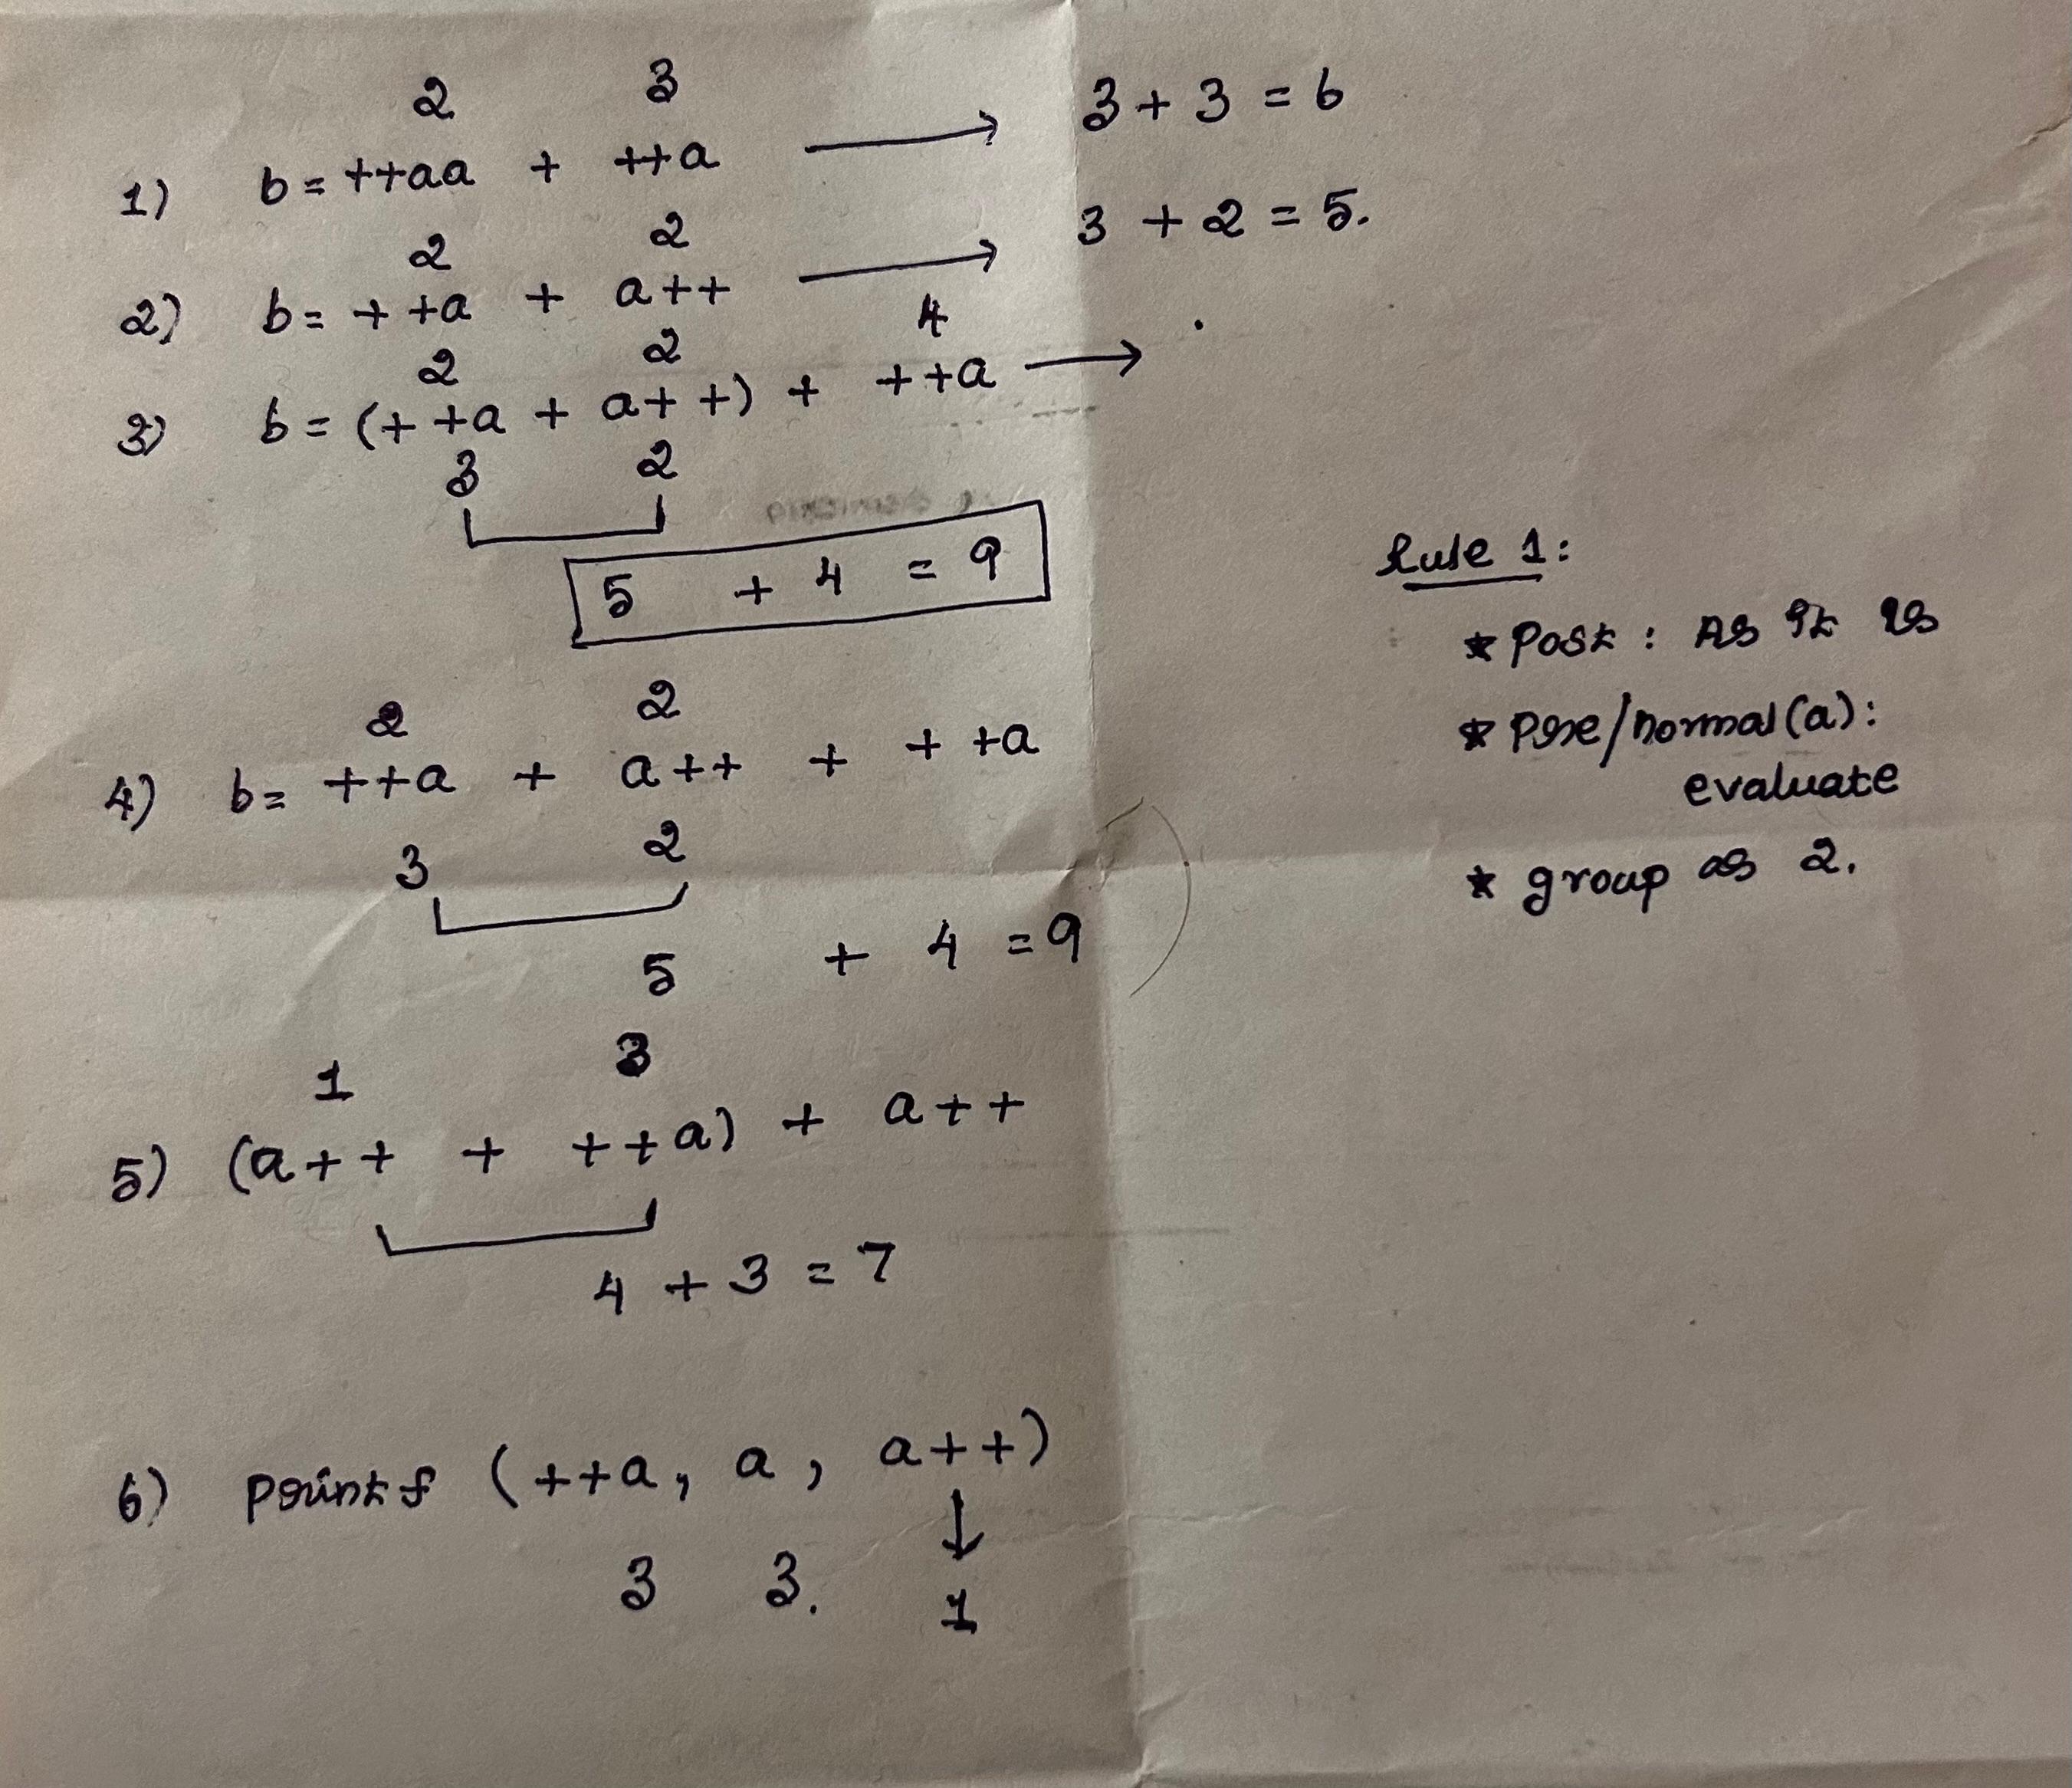 2 3
1) b = ++aa + ++a → 3 + 3 = 6
2 2
2) b = ++a + a++ → 3 + 2 = 5.
2 2 4
3) b = (++a + a++) + ++a →
3 2
5 + 4 = 9
Rule 1:
* Post : As it is
* Pre/normal(a):
evaluate
* group as 2.
2 2
4) b = ++a + a++ + ++a
3 2
5 + 4 = 9
1 3
5) (a++ + ++a) + a++
4 + 3 = 7
6) printf (++a, a, a++)
↓
3 3. 1